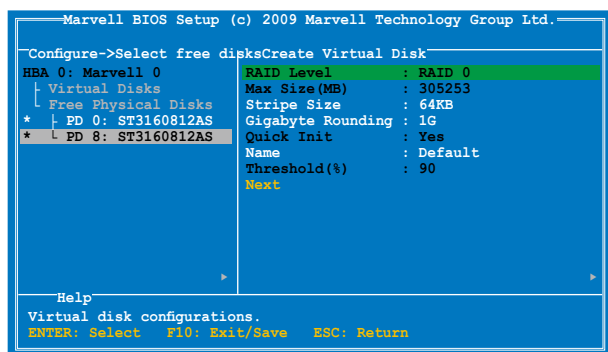 Marvell BIOS Setup (c) 2009 Marvell Technology Group Ltd.
Configure->Select free disksCreate Virtual Disk
HBA 0: Marvell 0
Virtual Disks
Free Physical Disks
* PD 0: ST3160812AS
* PD 8: ST3160812AS
RAID Level : RAID 0
Max Size(MB) : 305253
Stripe Size : 64KB
Gigabyte Rounding : 1G
Quick Init : Yes
Name : Default
Threshold(%) : 90
Next
Help
Virtual disk configurations.
ENTER: Select F10: Exit/Save ESC: Return